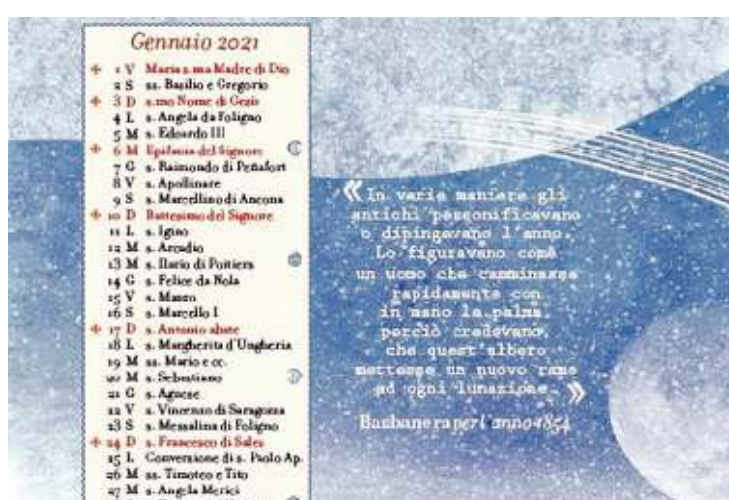 Gennaio 2021
+ 1 V Maria s.ma Madre di Dio
2 S ss. Basilio e Gregorio
+ 3 D s.mo Nome di Gesù
4 L s. Angela da Foligno
5 M s. Edoardo III
+ 6 M Epifania del Signore
7 G s. Raimondo di Peñafort
8 V s. Apollinare
9 S s. Marcellino di Ancona
+ 10 D Battesimo del Signore
11 L s. Igino
12 M s. Arcadio
13 M s. Ilario di Poitiers
14 G s. Felice da Nola
15 V s. Mauro
16 S s. Marcello I
+ 17 D s. Antonio abate
18 L s. Margherita d'Ungheria
19 M ss. Mario e cc.
20 M s. Sebastiano
21 G s. Agnese
22 V s. Vincenzo di Saragozza
23 S s. Messalina di Foligno
+ 24 D s. Francesco di Sales
25 L Conversione di s. Paolo Ap.
26 M ss. Timoteo e Tito
27 M s. Angela Merici
«In varie maniere gli
antichi personificavano
o dipingevano l'anno.
Lo figuravano come
un uomo che camminasse
rapidamente con
in mano la palma,
perciò credevano,
che quest'albero
mettesse un nuovo ramo
ad ogni lunazione.»
Barbanera per l'anno 1854